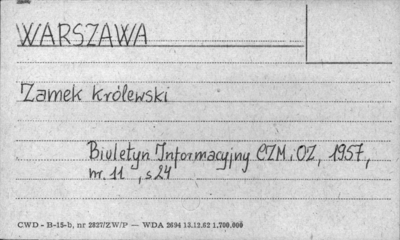 WARSZAWA
Zamek Królewski
Biuletyn Informacyjny CZM i OZ, 1957,
nr. 11, s 24
CWD - B-15-b, nr 2827/ZW/P — WDA 2694 13.12.62 1.700.000